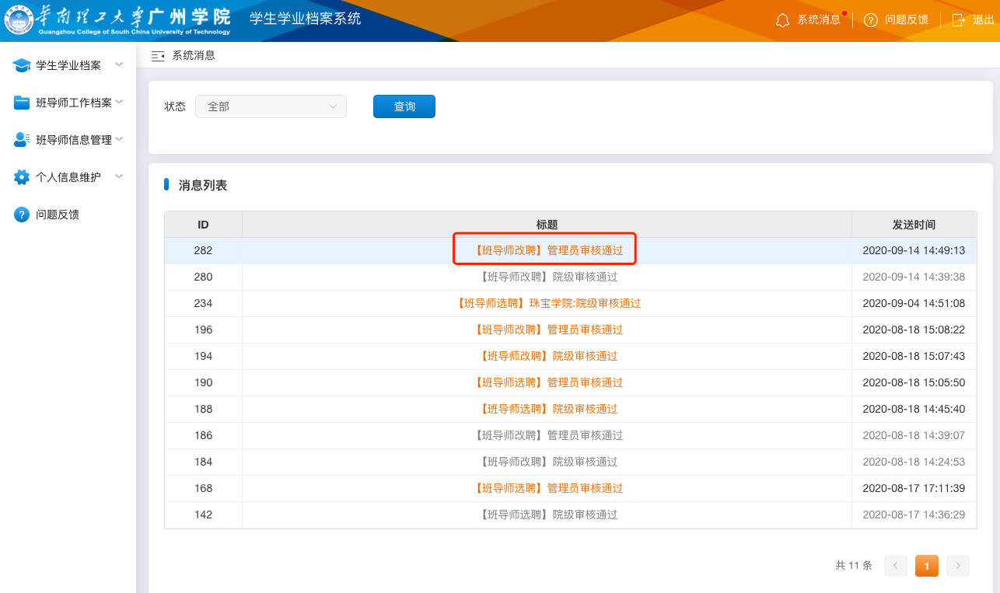 華南理工大學广州学院
Guangzhou College of South China University of Technology
学生学业档案系统
系统消息
问题反馈
退出
学生学业档案
班导师工作档案
班导师信息管理
个人信息维护
问题反馈
系统消息
状态 全部 查询
消息列表
ID 标题 发送时间
282 【班导师改聘】管理员审核通过 2020-09-14 14:49:13
280 【班导师改聘】院级审核通过 2020-09-14 14:39:38
234 【班导师选聘】珠宝学院:院级审核通过 2020-09-04 14:51:08
196 【班导师改聘】管理员审核通过 2020-08-18 15:08:22
194 【班导师改聘】院级审核通过 2020-08-18 15:07:43
190 【班导师选聘】管理员审核通过 2020-08-18 15:05:50
188 【班导师选聘】院级审核通过 2020-08-18 14:45:40
186 【班导师改聘】管理员审核通过 2020-08-18 14:39:07
184 【班导师改聘】院级审核通过 2020-08-18 14:24:53
168 【班导师选聘】管理员审核通过 2020-08-17 17:11:39
142 【班导师选聘】院级审核通过 2020-08-17 14:36:29
共 11 条 1